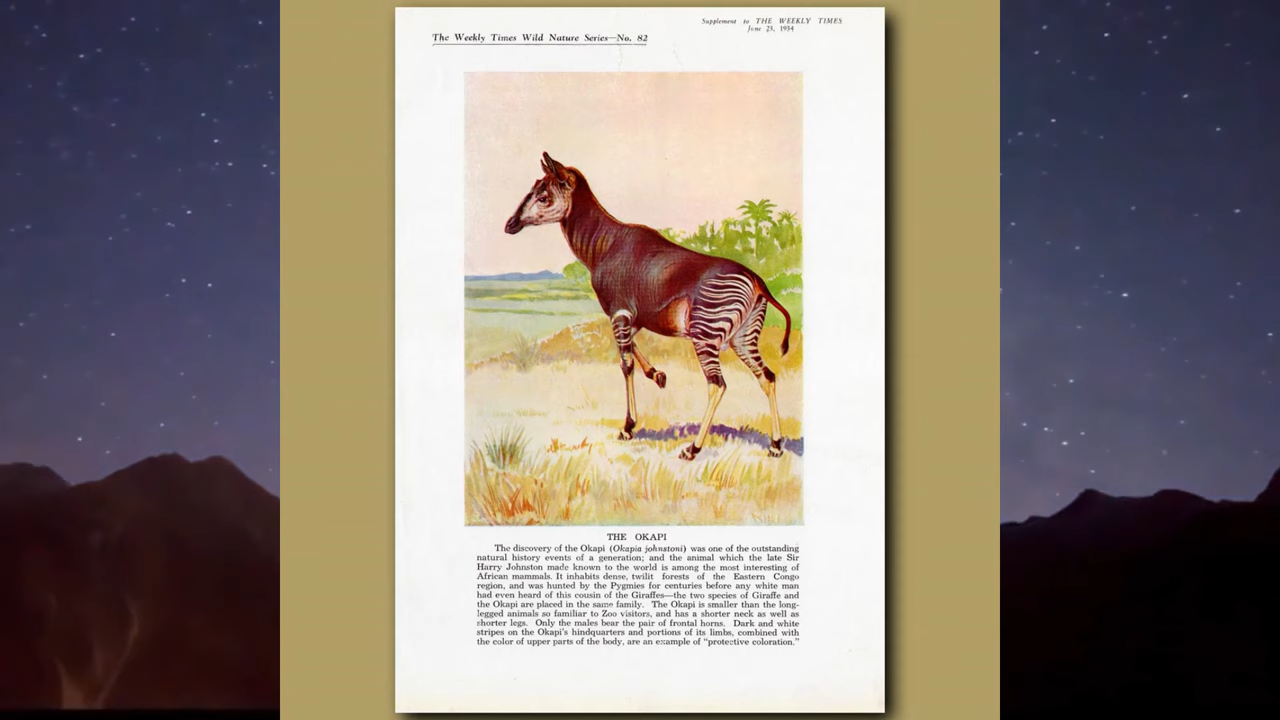 Supplement to THE WEEKLY TIMES
June 23, 1934
The Weekly Times Wild Nature Series—No. 82
THE OKAPI
The discovery of the Okapi (Okapia johnstoni) was one of the outstanding
natural history events of a generation; and the animal which the late Sir
Harry Johnston made known to the world is among the most interesting of
African mammals. It inhabits dense, twilit forests of the Eastern Congo
region, and was hunted by the Pygmies for centuries before any white man
had even heard of this cousin of the Giraffes—the two species of Giraffe and
the Okapi are placed in the same family. The Okapi is smaller than the long-
legged animals so familiar to Zoo visitors, and has a shorter neck as well as
shorter legs. Only the males bear the pair of frontal horns. Dark and white
stripes on the Okapi's hindquarters and portions of its limbs, combined with
the color of upper parts of the body, are an example of "protective coloration."